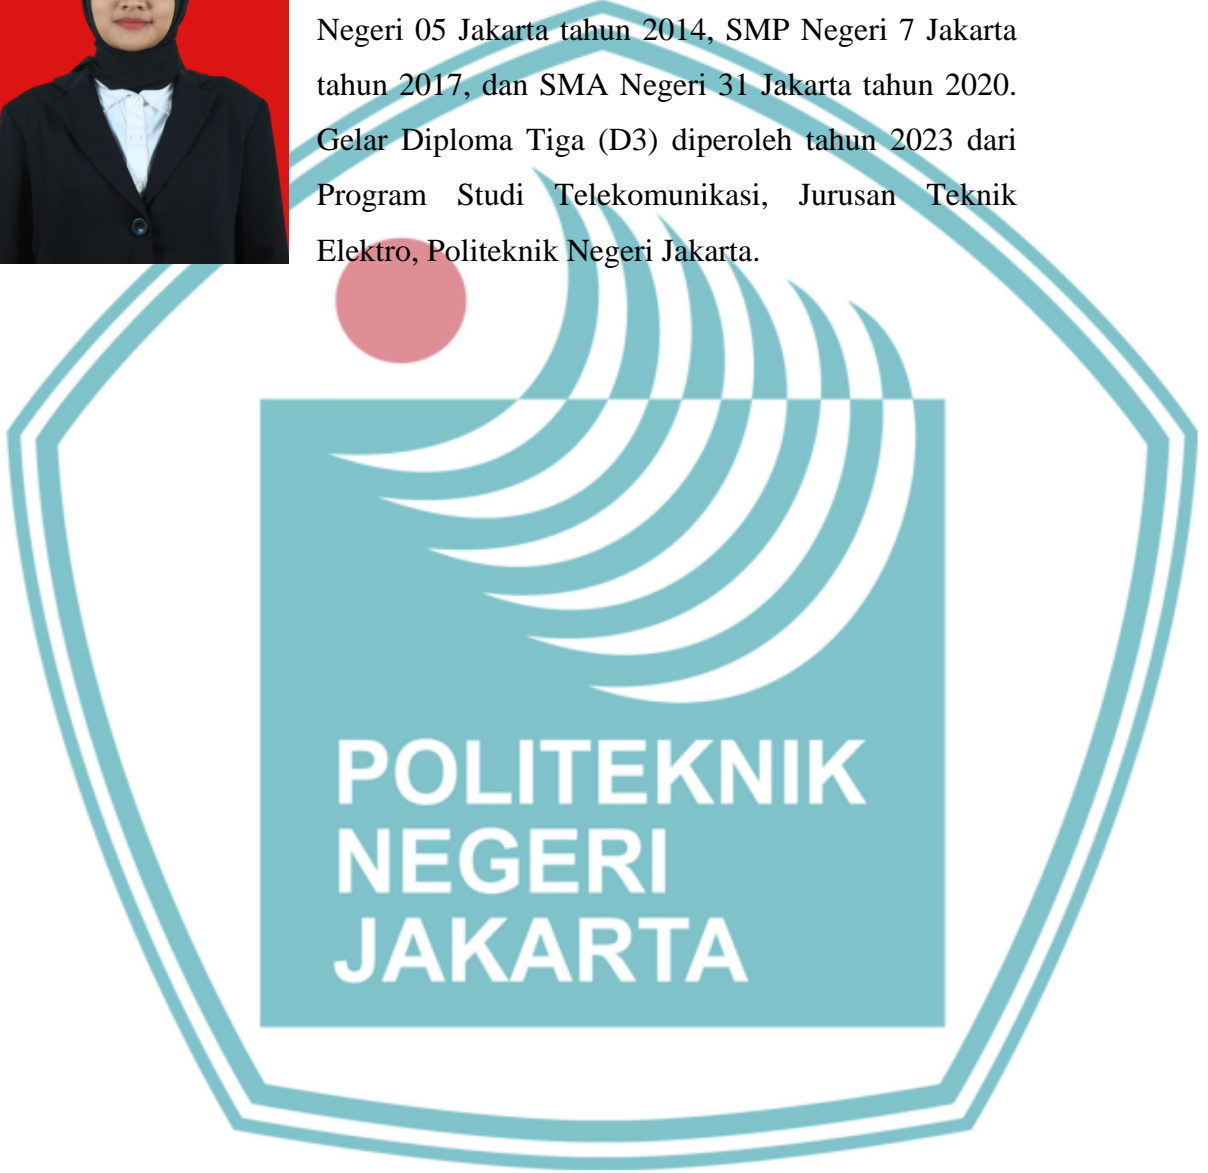 Negeri 05 Jakarta tahun 2014, SMP Negeri 7 Jakarta
tahun 2017, dan SMA Negeri 31 Jakarta tahun 2020.
Gelar Diploma Tiga (D3) diperoleh tahun 2023 dari
Program Studi Telekomunikasi, Jurusan Teknik
Elektro, Politeknik Negeri Jakarta.
POLITEKNIK
NEGERI
JAKARTA